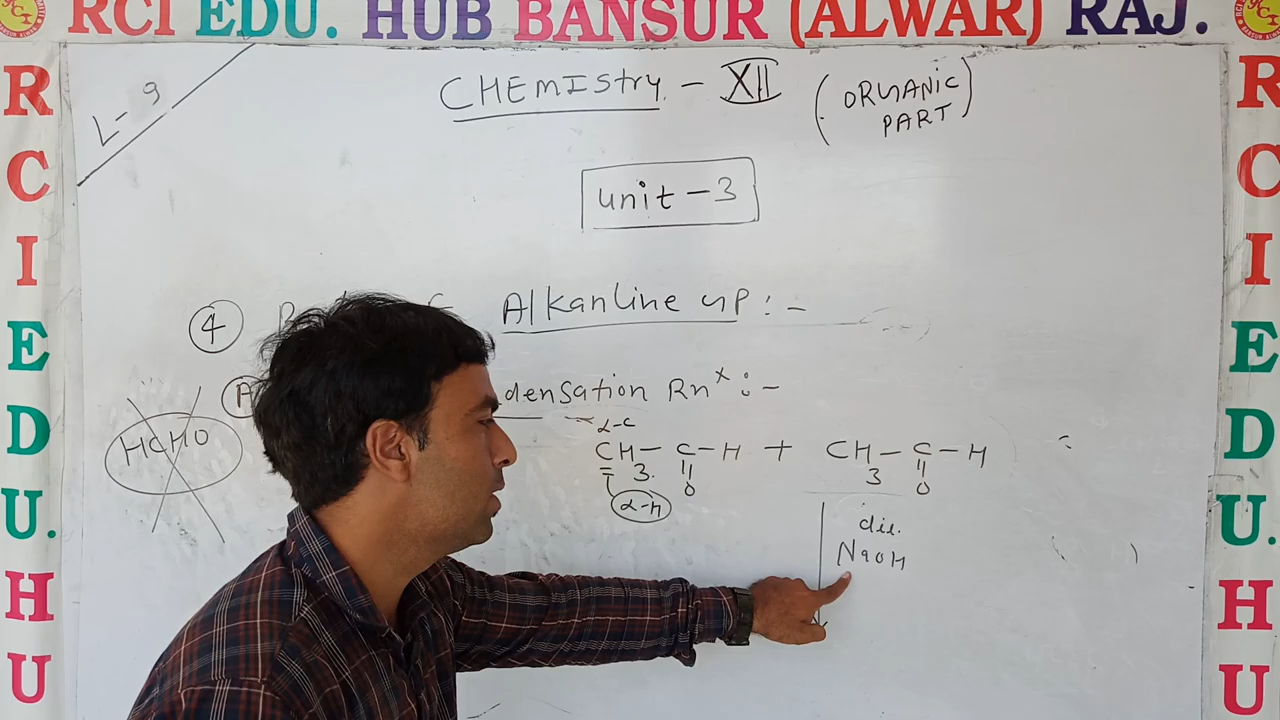 RCI EDU. HUB BANSUR (ALWAR) RAJ.
R
C
I
E
D
U.
H
U
L-9
CHEMIStry - XII (ORGANIC PART)
unit-3
④ Alkanline gp :-
A densation Rnˣ :-
HCHO
α-C
CH3-C-H + CH3-C-H
O O
α-H
dil.
NaOH
R
C
I
E
D
U.
H
U